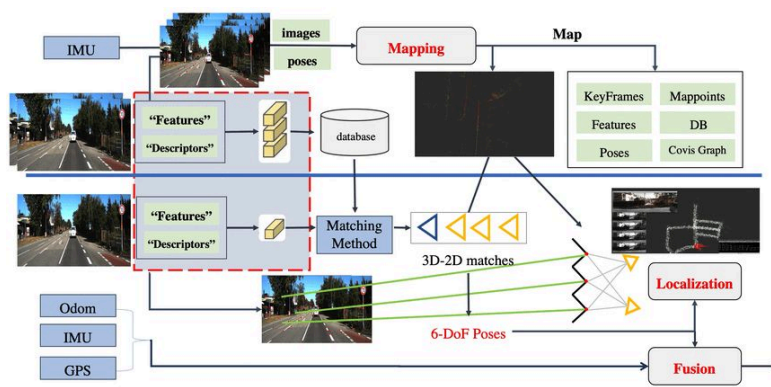 IMU
images
poses
Mapping
Map
KeyFrames
Mappoints
Features
DB
Poses
Covis Graph
“Features”
“Descriptors”
database
“Features”
“Descriptors”
Matching
Method
3D-2D matches
6-DoF Poses
Localization
Odom
IMU
GPS
Fusion